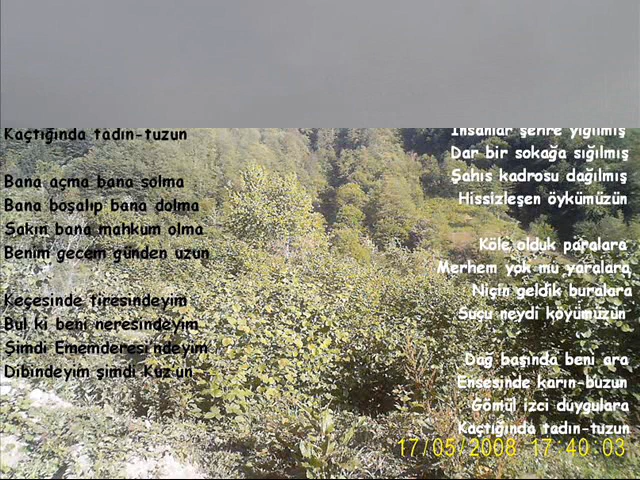 Kaçtığında tadın-tuzun
Bana açma bana solma
Bana boşalıp bana dolma
Sakın bana mahkum olma
Benim gecem günden uzun
Keçesinde tiresindeyim
Bul ki beni neresindeyim
Şimdi Ememderesi'ndeyim
Dibindeyim şimdi Kuz'un
İnsanlar şehre yığılmış
Dar bir sokağa sığılmış
Şahıs kadrosu dağılmış
Hissizleşen öykümüzün
Köle olduk paralara
Merhem yok mu yaralara
Niçin geldik buralara
Suçu neydi köyümüzün
Dağ başında beni ara
Ensesinde karın-buzun
Gömül izci duygulara
Kaçtığında tadın-tuzun
17/05/2008 17:40 03